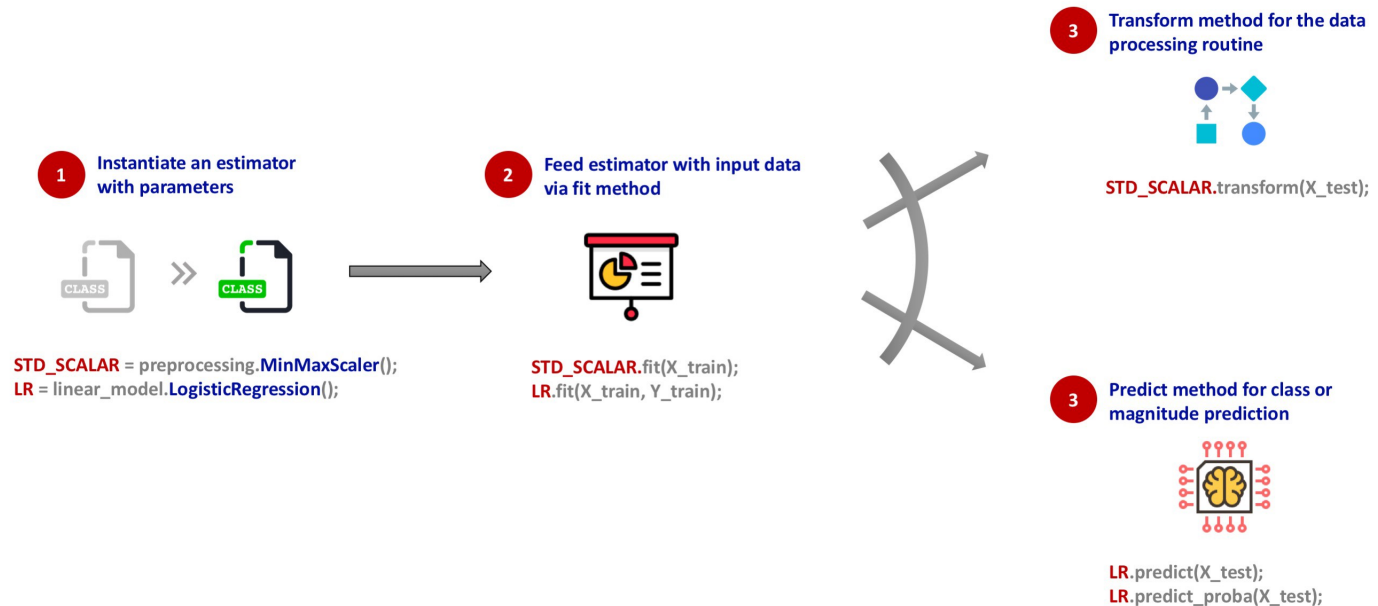 1
Instantiate an estimator
with parameters
CLASS
CLASS
STD_SCALAR = preprocessing.MinMaxScaler();
LR = linear_model.LogisticRegression();
2
Feed estimator with input data
via fit method
STD_SCALAR.fit(X_train);
LR.fit(X_train, Y_train);
3
Transform method for the data
processing routine
STD_SCALAR.transform(X_test);
3
Predict method for class or
magnitude prediction
LR.predict(X_test);
LR.predict_proba(X_test);